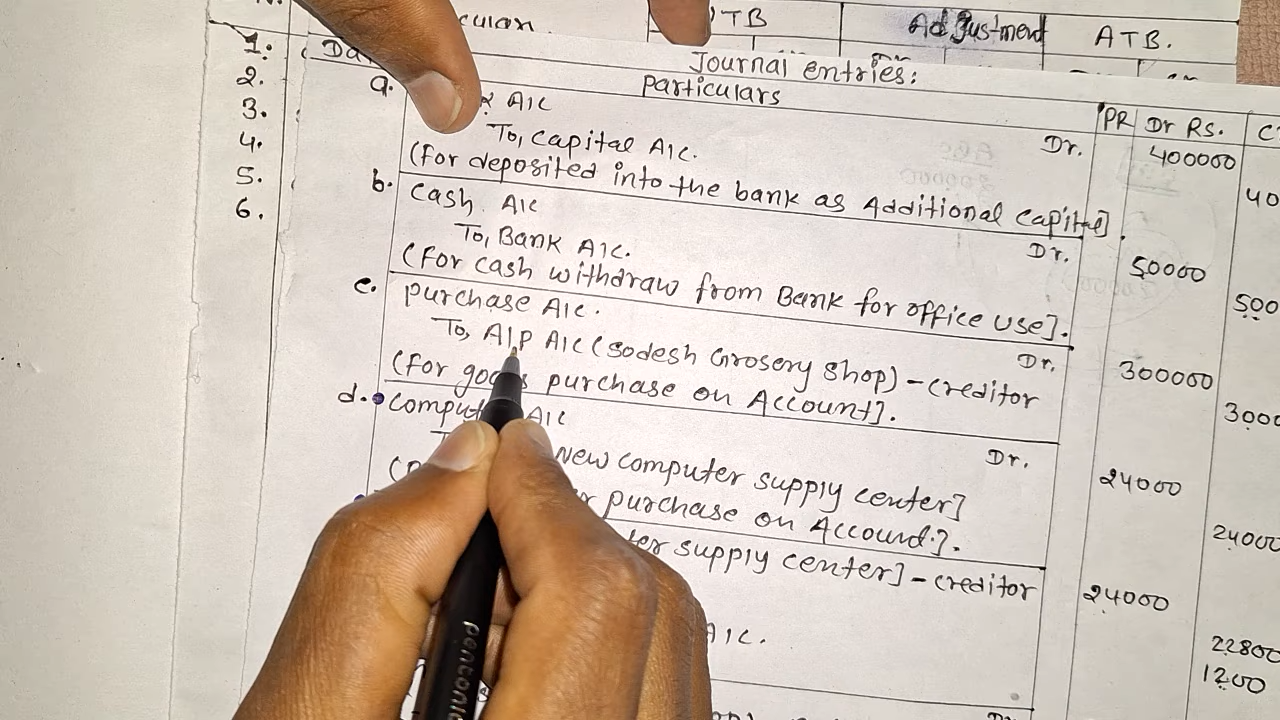 TB
Adjustment
ATB.
Journal entries:
particulars
PR
Dr Rs.
1.
2.
3.
4.
5.
6.
a.
A/C
Dr.
400000
To, capital A/C.
(for deposited into the bank as Additional capital].
b. cash A/C
Dr.
50000
To, Bank A/C.
(for cash withdraw from Bank for office use].
c. purchase A/C.
Dr.
300000
To, A/P A/C (sodesh Grosery shop) - creditor
(for goods purchase on Account].
d. computer A/C
Dr.
24000
New computer supply center]
24000
purchase on Accound.].
supply center] - creditor
24000
A/C.
22800
1200
penconic